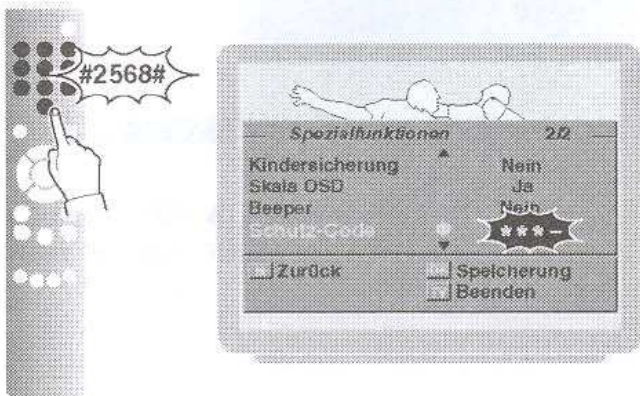 #2568#
Spezialfunktionen 2/2
Kindersicherung Nein
Skala OSD Ja
Beeper Nein
Schutz-Code ***-
Zurück Speicherung
Beenden